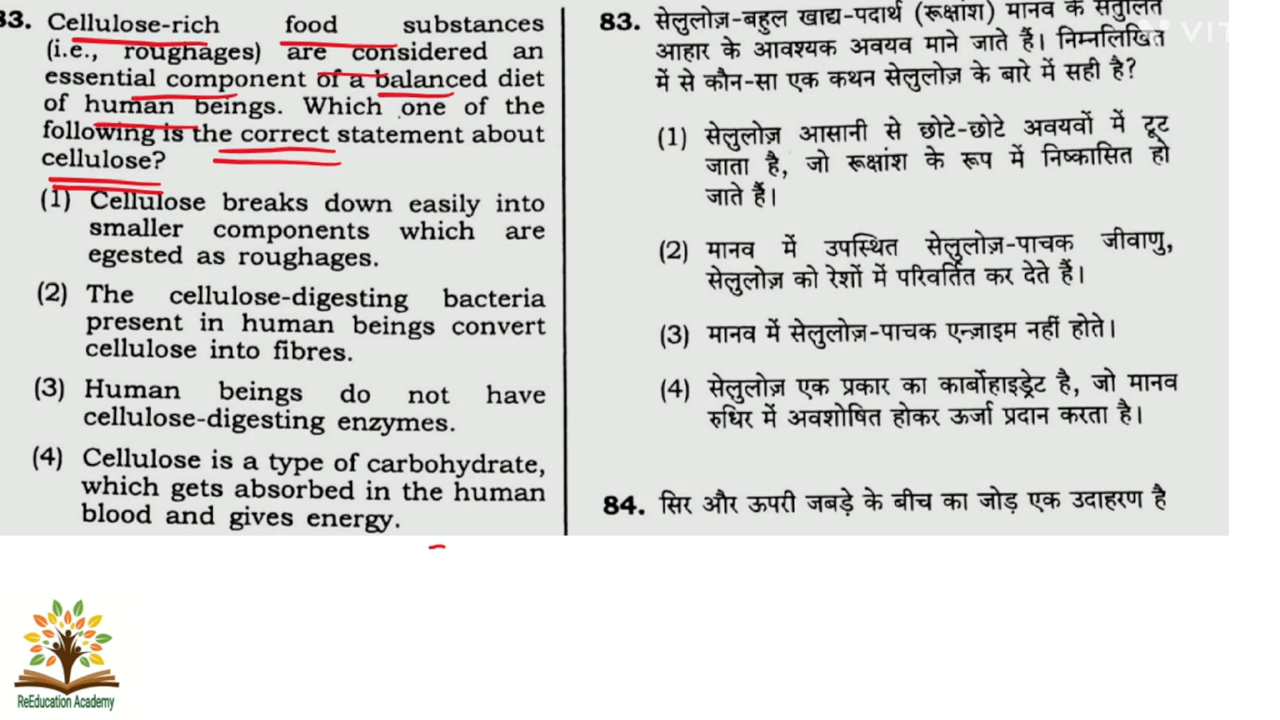 33. Cellulose-rich food substances
(i.e., roughages) are considered an
essential component of a balanced diet
of human beings. Which one of the
following is the correct statement about
cellulose?
(1) Cellulose breaks down easily into
smaller components which are
egested as roughages.
(2) The cellulose-digesting bacteria
present in human beings convert
cellulose into fibres.
(3) Human beings do not have
cellulose-digesting enzymes.
(4) Cellulose is a type of carbohydrate,
which gets absorbed in the human
blood and gives energy.
83. सेलुलोज़-बहुल खाद्य-पदार्थ (रूक्षांश) मानव के संतुलित
आहार के आवश्यक अवयव माने जाते हैं। निम्नलिखित
में से कौन-सा एक कथन सेलुलोज़ के बारे में सही है?
(1) सेलुलोज़ आसानी से छोटे-छोटे अवयवों में टूट
जाता है, जो रूक्षांश के रूप में निष्कासित हो
जाते हैं।
(2) मानव में उपस्थित सेलुलोज़-पाचक जीवाणु,
सेलुलोज़ को रेशों में परिवर्तित कर देते हैं।
(3) मानव में सेलुलोज़-पाचक एन्ज़ाइम नहीं होते।
(4) सेलुलोज़ एक प्रकार का कार्बोहाइड्रेट है, जो मानव
रुधिर में अवशोषित होकर ऊर्जा प्रदान करता है।
84. सिर और ऊपरी जबड़े के बीच का जोड़ एक उदाहरण है
VIT
ReEducation Academy